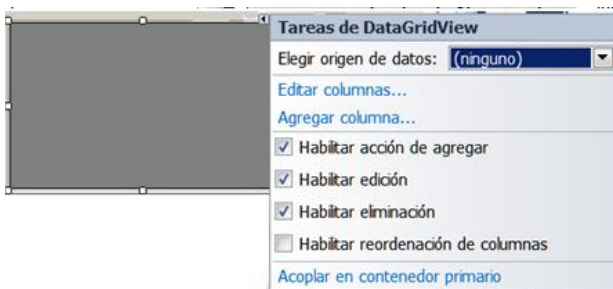 Tareas de DataGridView
Elegir origen de datos: (ninguno)
Editar columnas...
Agregar columna...
Habilitar acción de agregar
Habilitar edición
Habilitar eliminación
Habilitar reordenación de columnas
Acoplar en contenedor primario